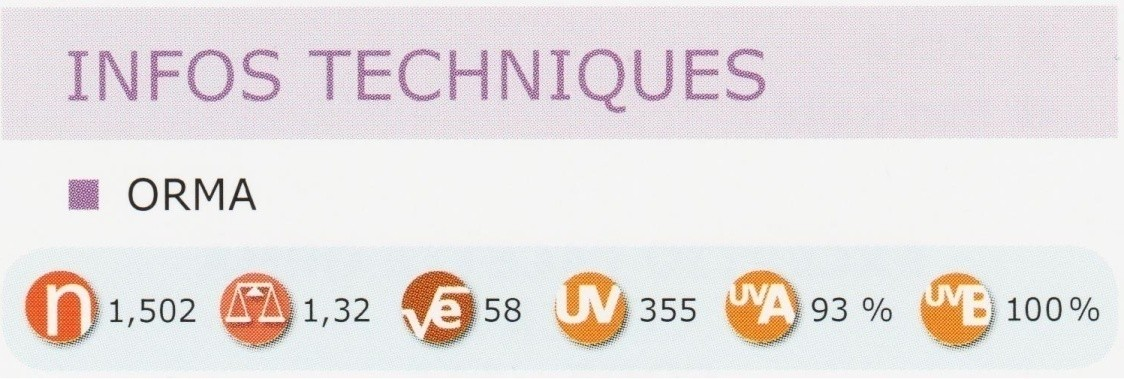 INFOS TECHNIQUES
ORMA
n 1,502 1,32 √e 58 UV 355 UVA 93 % UVB 100 %